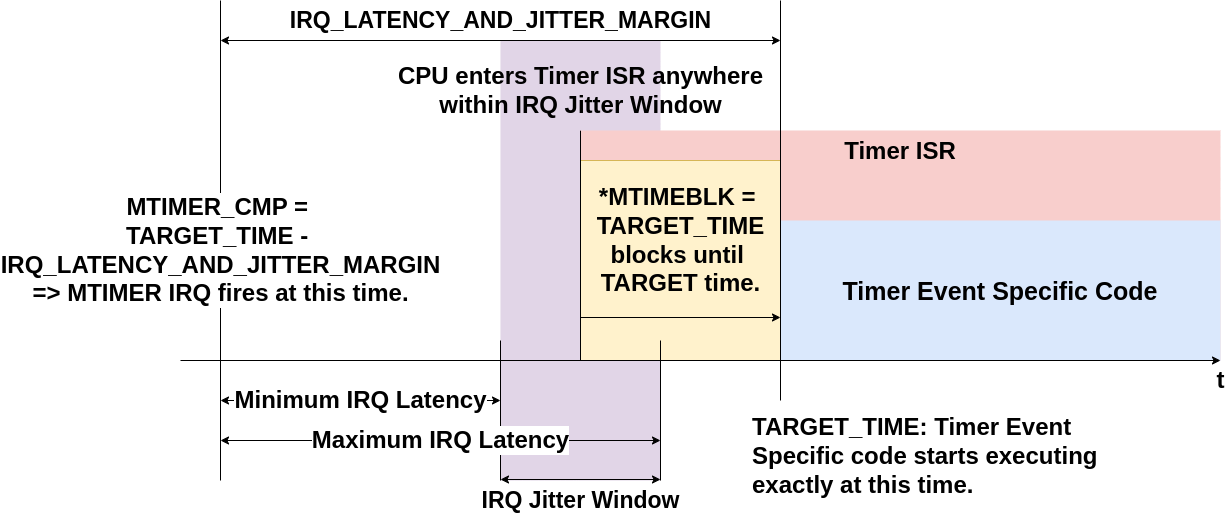 IRQ_LATENCY_AND_JITTER_MARGIN
CPU enters Timer ISR anywhere
within IRQ Jitter Window
Timer ISR
MTIMER_CMP =
TARGET_TIME -
IRQ_LATENCY_AND_JITTER_MARGIN
=> MTIMER IRQ fires at this time.
*MTIMEBLK =
TARGET_TIME
blocks until
TARGET time.
Timer Event Specific Code
t
Minimum IRQ Latency
Maximum IRQ Latency
IRQ Jitter Window
TARGET_TIME: Timer Event
Specific code starts executing
exactly at this time.